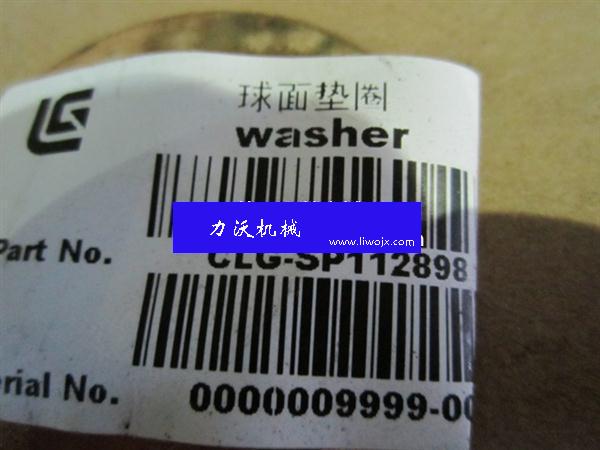 球面垫圈
washer
力沃机械
www.liwojx.com
Part No. CLG-SP112898
erial No. 0000009999-00